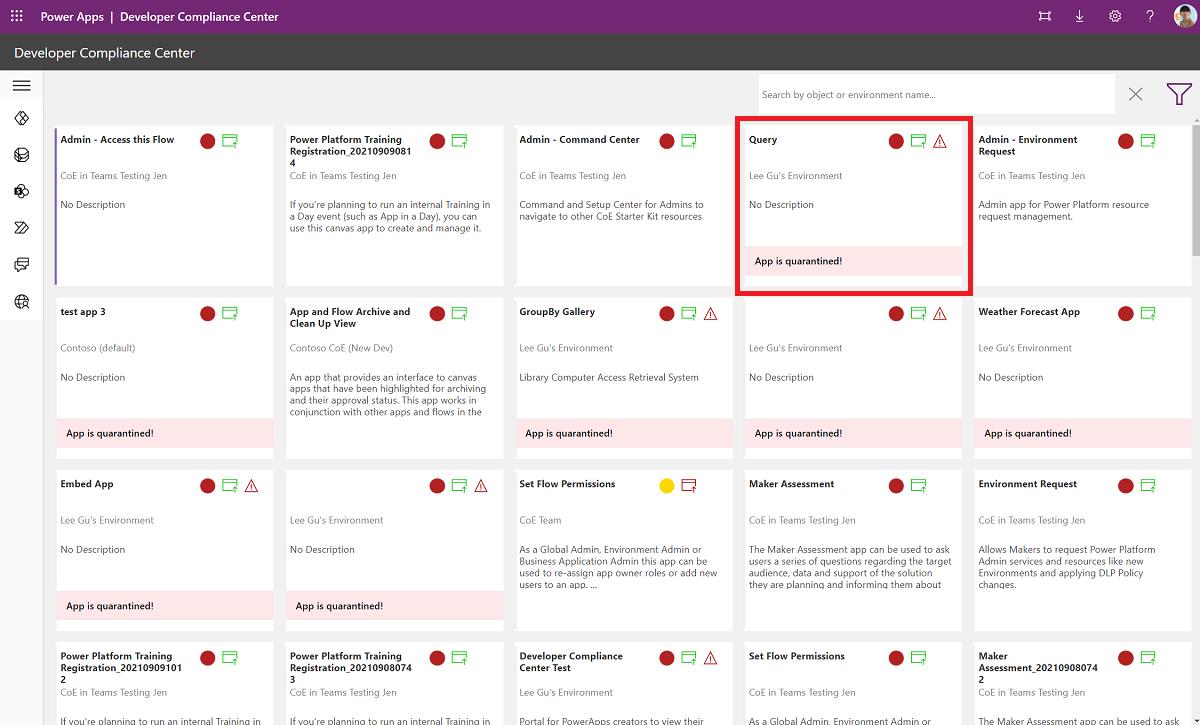 Power Apps | Developer Compliance Center
Developer Compliance Center
Search by object or environment name...
Admin - Access this Flow
CoE in Teams Testing Jen
No Description
Power Platform Training
Registration_20210909081
4
CoE in Teams Testing Jen
If you're planning to run an internal Training in
a Day event (such as App in a Day), you can
use this canvas app to create and manage it.
Admin - Command Center
CoE in Teams Testing Jen
Command and Setup Center for Admins to
navigate to other CoE Starter Kit resources
Query
Lee Gu's Environment
No Description
App is quarantined!
Admin - Environment
Request
CoE in Teams Testing Jen
Admin app for Power Platform resource
request management.
test app 3
Contoso (default)
No Description
App is quarantined!
App and Flow Archive and
Clean Up View
Contoso CoE (New Dev)
An app that provides an interface to canvas
apps that have been highlighted for archiving
and their approval status. This app works in
conjunction with other apps and flows in the
GroupBy Gallery
Lee Gu's Environment
Library Computer Access Retrieval System
App is quarantined!
Lee Gu's Environment
No Description
App is quarantined!
Weather Forecast App
Lee Gu's Environment
No Description
App is quarantined!
Embed App
Lee Gu's Environment
No Description
App is quarantined!
Lee Gu's Environment
No Description
App is quarantined!
Set Flow Permissions
CoE Team
As a Global Admin, Environment Admin or
Business Application Admin this app can be
used to re-assign app owner roles or add new
users to an app. ...
Maker Assessment
CoE in Teams Testing Jen
The Maker Assessment app can be used to ask
users a series of questions regarding the target
audience, data and support of the solution
they are planning and informing them about
Environment Request
CoE in Teams Testing Jen
Allows Makers to request Power Platform
Admin services and resources like new
Environments and applying DLP Policy
changes.
Power Platform Training
Registration_20210909101
2
CoE in Teams Testing Jen
If you're planning to run an internal Training in
Power Platform Training
Registration_20210908074
3
CoE in Teams Testing Jen
If you're planning to run an internal Training in
Developer Compliance
Center Test
Lee Gu's Environment
Portal for PowerApps creators to view their
Set Flow Permissions
CoE in Teams Testing Jen
As a Global Admin, Environment Admin or
Maker
Assessment_20210908074
2
CoE in Teams Testing Jen
The Maker Assessment app can be used to ask